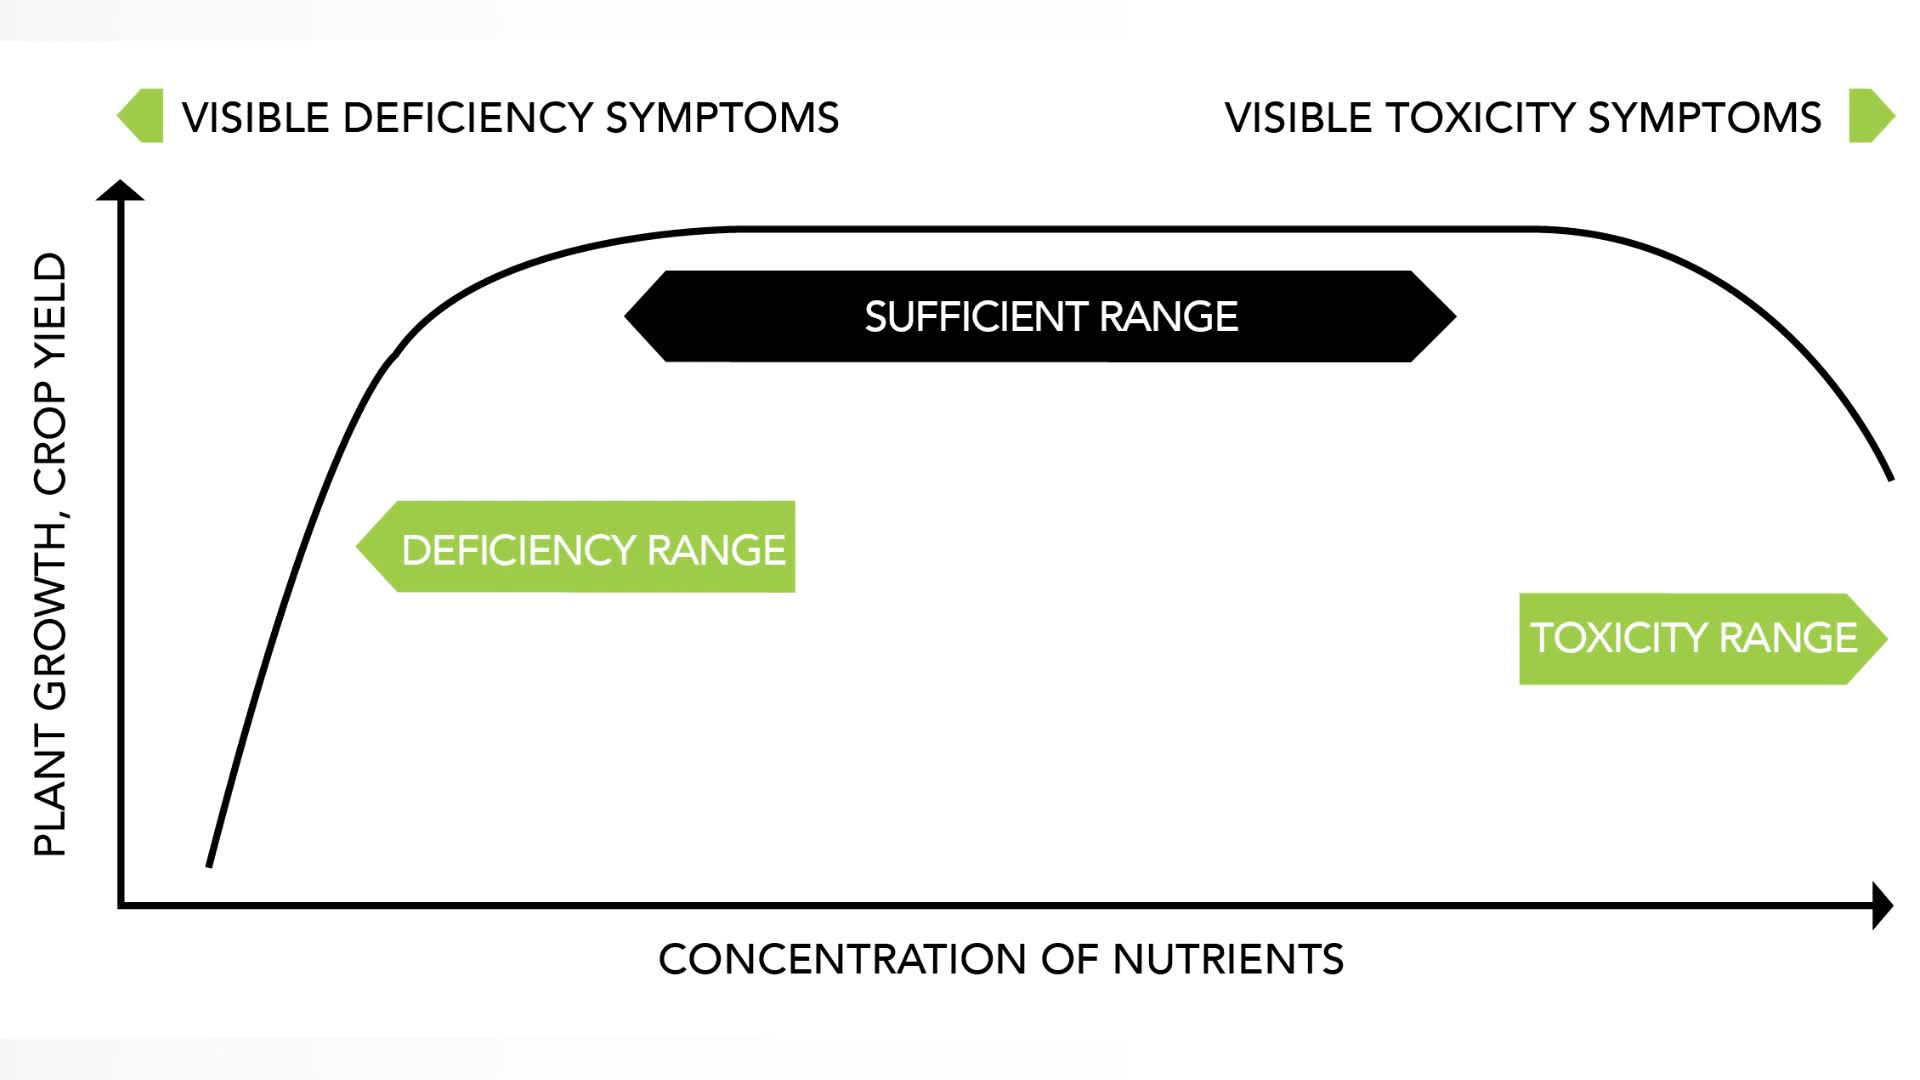 VISIBLE DEFICIENCY SYMPTOMS
VISIBLE TOXICITY SYMPTOMS
PLANT GROWTH, CROP YIELD
SUFFICIENT RANGE
DEFICIENCY RANGE
TOXICITY RANGE
CONCENTRATION OF NUTRIENTS